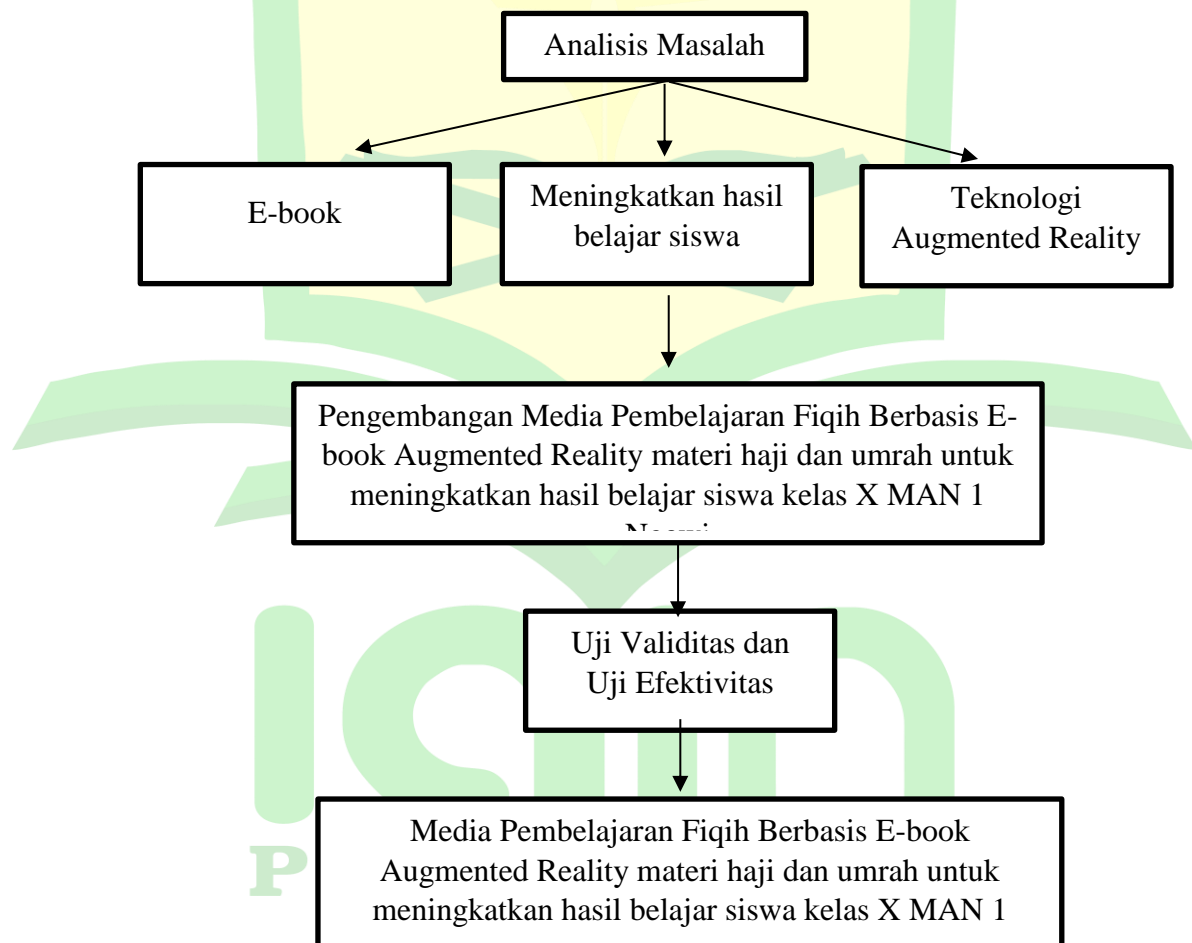 Analisis Masalah
E-book
Meningkatkan hasil
belajar siswa
Teknologi
Augmented Reality
Pengembangan Media Pembelajaran Fiqih Berbasis E-
book Augmented Reality materi haji dan umrah untuk
meningkatkan hasil belajar siswa kelas X MAN 1
Uji Validitas dan
Uji Efektivitas
Media Pembelajaran Fiqih Berbasis E-book
Augmented Reality materi haji dan umrah untuk
meningkatkan hasil belajar siswa kelas X MAN 1